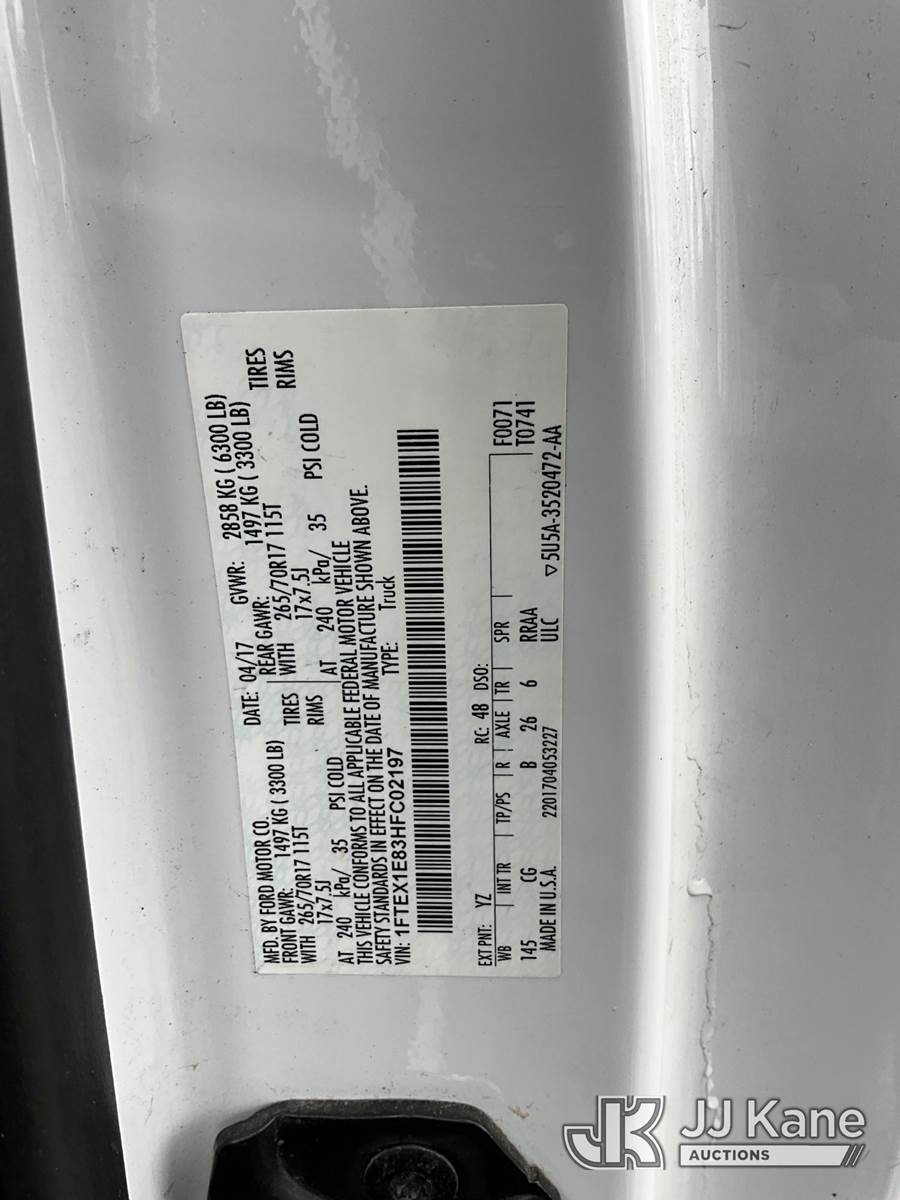 MFD. BY FORD MOTOR CO.
DATE: 04/17 GVWR: 2858 KG ( 6300 LB)
FRONT GAWR: 1497 KG ( 3300 LB)
REAR GAWR: 1497 KG ( 3300 LB)
WITH 265/70R17 115T TIRES
WITH 265/70R17 115T TIRES
17x7.5J RIMS
17x7.5J RIMS
AT 240 kPa/ 35 PSI COLD
AT 240 kPa/ 35 PSI COLD
THIS VEHICLE CONFORMS TO ALL APPLICABLE FEDERAL MOTOR VEHICLE
SAFETY STANDARDS IN EFFECT ON THE DATE OF MANUFACTURE SHOWN ABOVE.
VIN: 1FTEX1E83HFC02197 TYPE: Truck
EXT PNT: YZ RC: 48 DSO:
WB INT TR TP/PS R AXLE TR SPR F0071
145 CG B 26 6 RRAA T0741
MADE IN U.S.A. 2201704053227 ULC ▽5U5A-3520472-AA
JK JJ Kane
AUCTIONS